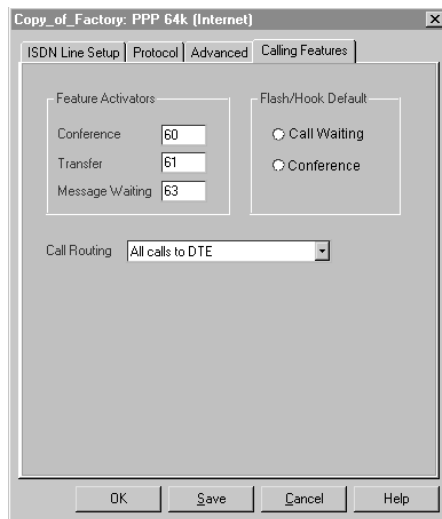 Copy_of_Factory: PPP 64k (Internet)
ISDN Line Setup Protocol Advanced Calling Features
Feature Activators
Conference 60
Transfer 61
Message Waiting 63
Flash/Hook Default
Call Waiting
Conference
Call Routing All calls to DTE
OK Save Cancel Help